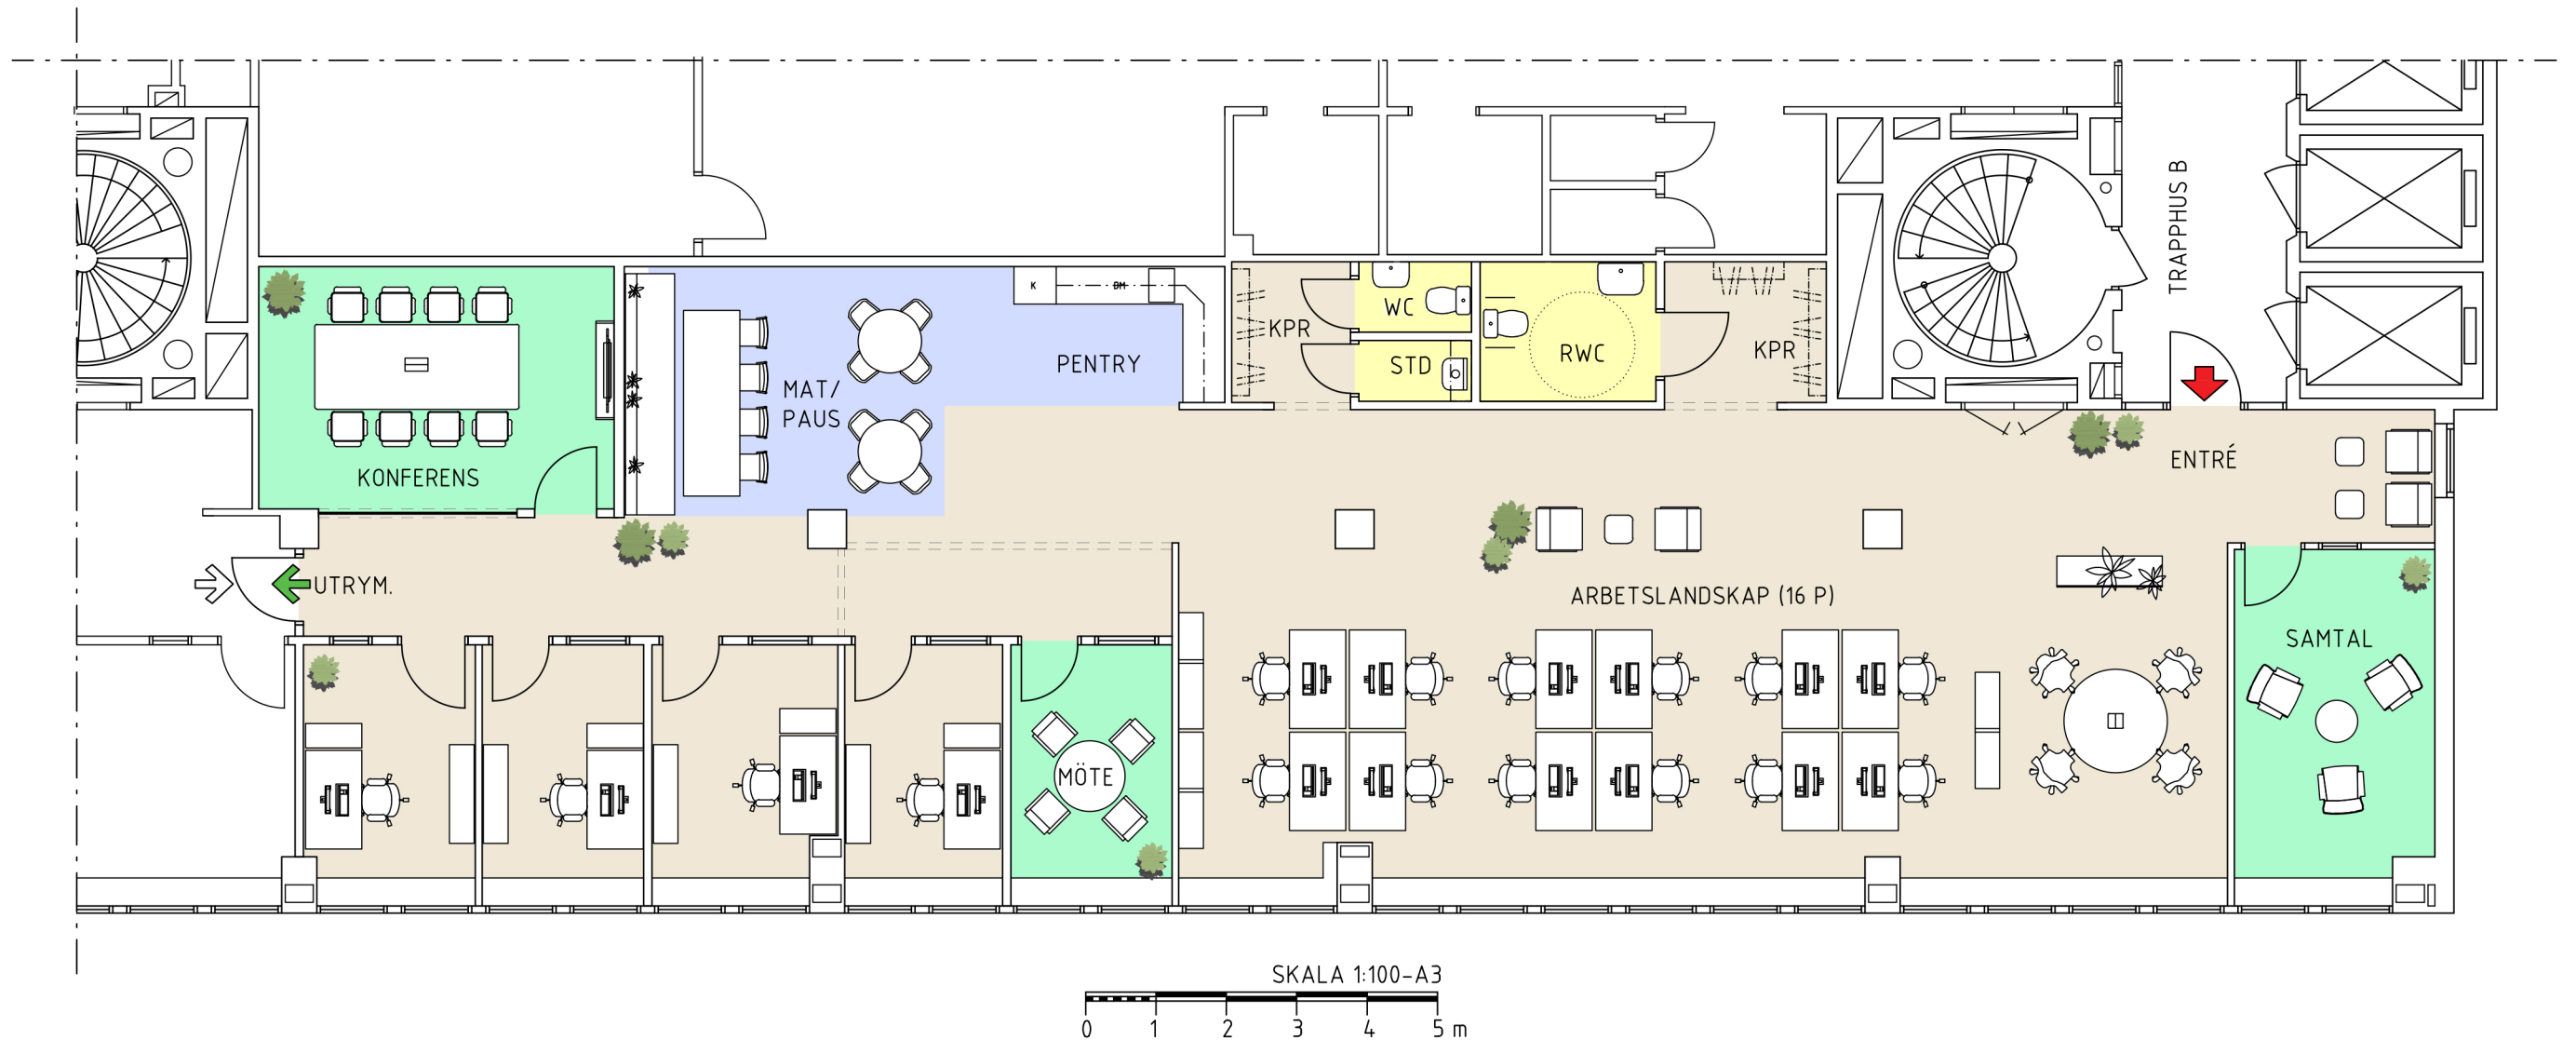 TRAPPHUS B
K
DM
WC
KPR
PENTRY
MAT/
PAUS
STD
RWC
KPR
KONFERENS
ENTRÉ
UTRYM.
ARBETSLANDSKAP (16 P)
SAMTAL
MÖTE
SKALA 1:100-A3
0 1 2 3 4 5 m